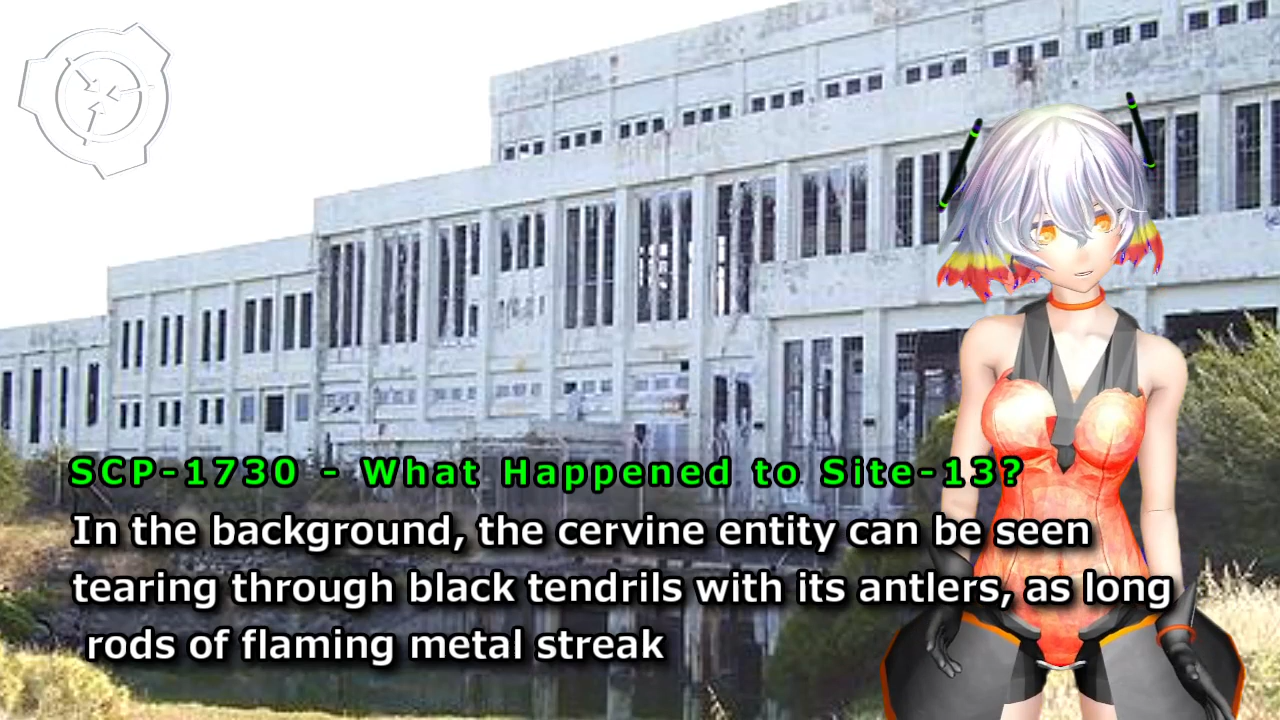 SCP-1730 - What Happened to Site-13?
In the background, the cervine entity can be seen
tearing through black tendrils with its antlers, as long
rods of flaming metal streak